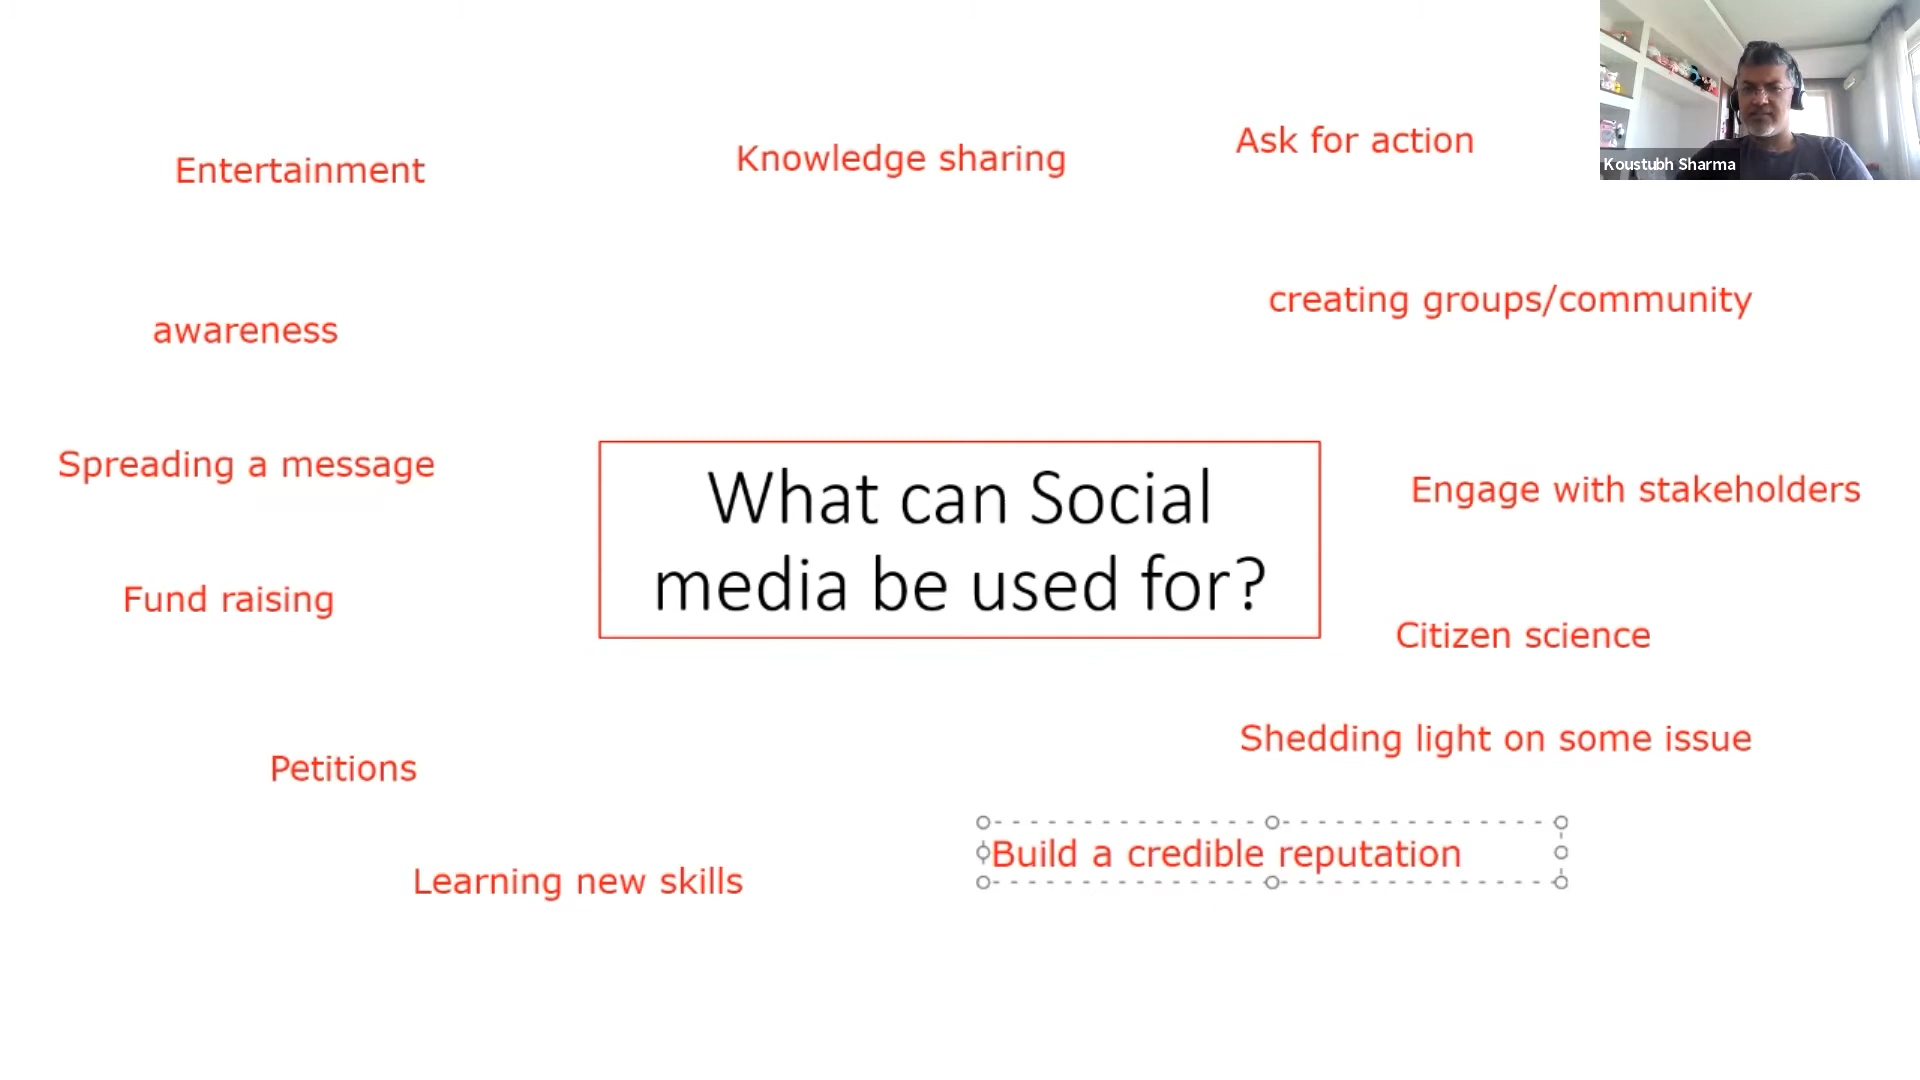 Entertainment
Knowledge sharing
Ask for action
Koustubh Sharma
awareness
creating groups/community
Spreading a message
What can Social
media be used for?
Engage with stakeholders
Fund raising
Citizen science
Petitions
Shedding light on some issue
Learning new skills
Build a credible reputation